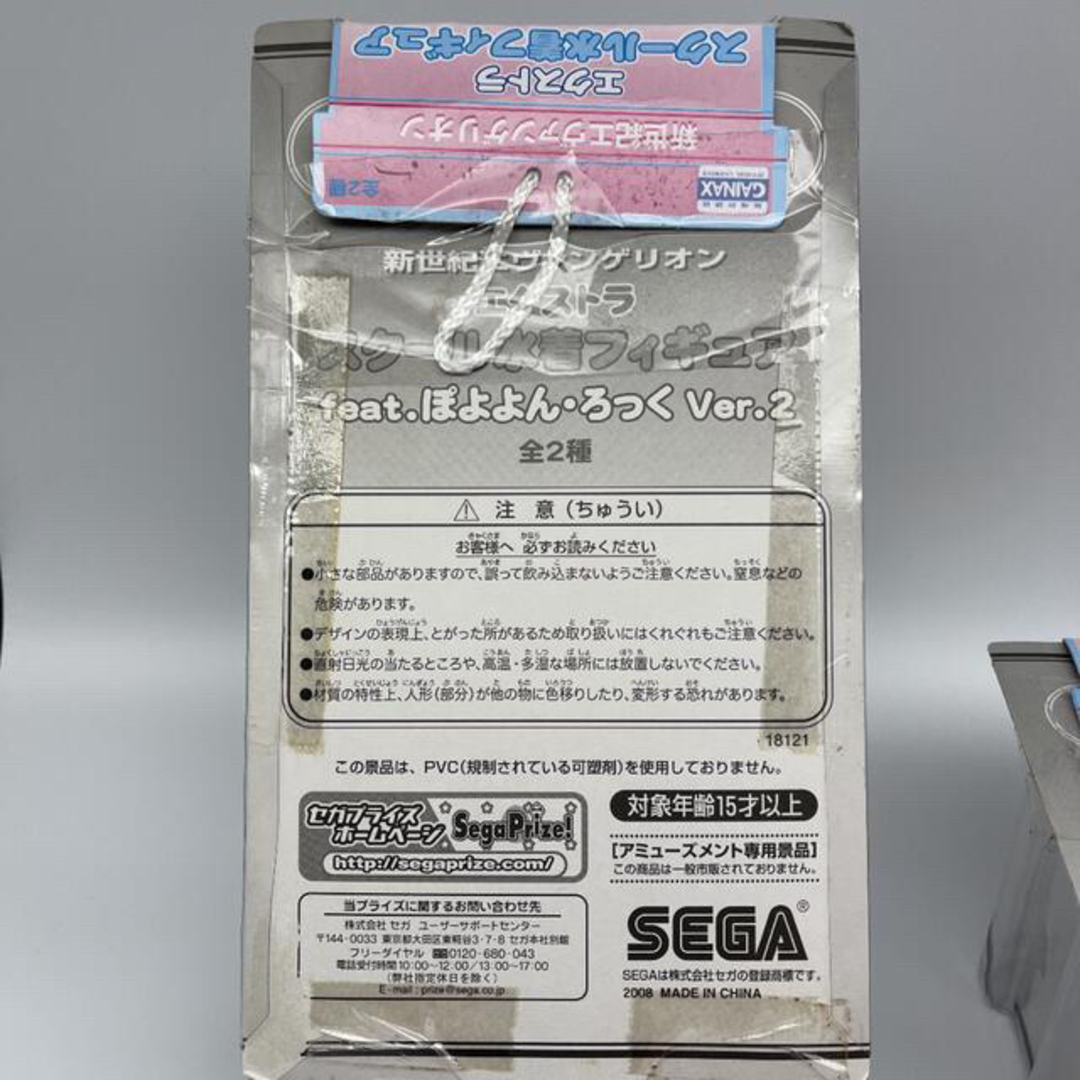 スクール水着フィギュア
エクストラ
新世紀エヴァンゲリオン
全2種
GAINAX
新世紀エヴァンゲリオン
エクストラ
スクール水着フィギュア
feat.ぽよよん・ろっく Ver.2
全2種
⚠ 注 意（ちゅうい）
お客様へ 必ずお読みください
●小さな部品がありますので、誤って飲み込まないようご注意ください。窒息などの
危険があります。
●デザインの表現上、とがった所があるため取り扱いにはくれぐれもご注意ください。
●直射日光の当たるところや、高温・多湿な場所には放置しないでください。
●材質の特性上、人形（部分）が他の物に色移りしたり、変形する恐れがあります。
18121
この景品は、PVC（規制されている可塑剤）を使用しておりません。
セガプライズ
ホームページ
SegaPrize!
http://segaprize.com/
対象年齢15才以上
［アミューズメント専用景品］
この商品は一般市販されておりません。
当プライズに関するお問い合わせ先
株式会社 セガ ユーザーサポートセンター
〒144-0033 東京都大田区東糀谷3-7-8 セガ本社別館
フリーダイヤル 0120-680-043
電話受付時間 10:00～12:00/13:00～17:00
（弊社指定休日を除く）
E-mail : prize@sega.co.jp
SEGA®
SEGAは株式会社セガの登録商標です。
2008 MADE IN CHINA